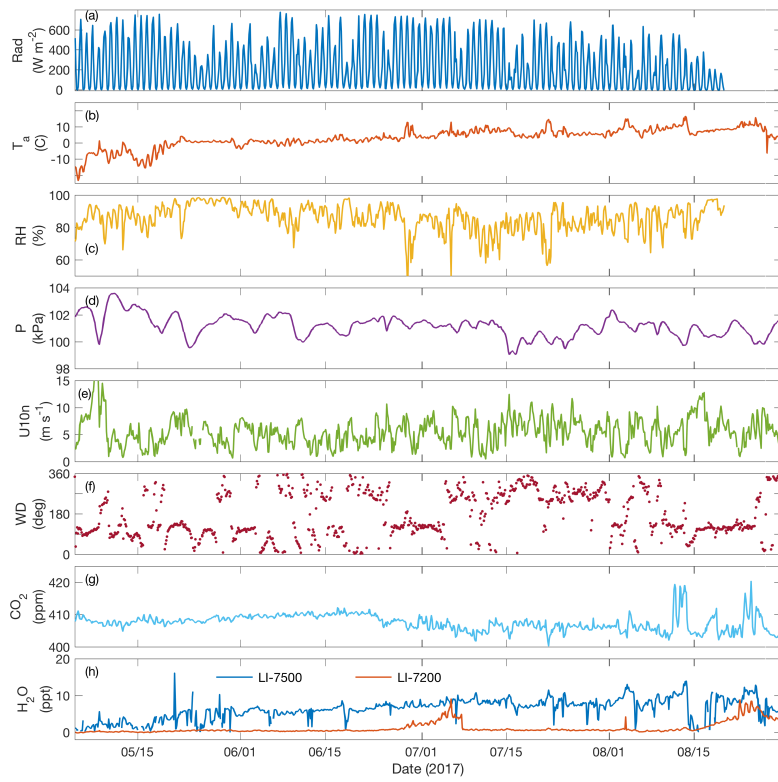 (a)
Rad
(W m-2)
600
400
200
0
(b)
Ta
(C)
10
0
-10
(c)
RH
(%)
100
80
60
(d)
P
(kPa)
104
102
100
98
(e)
U10n
(m s-1)
15
10
5
0
(f)
WD
(deg)
360
180
0
(g)
CO2
(ppm)
420
410
400
(h)
H2O
(ppt)
20
10
0
LI-7500 LI-7200
05/15 06/01 06/15 07/01 07/15 08/01 08/15
Date (2017)